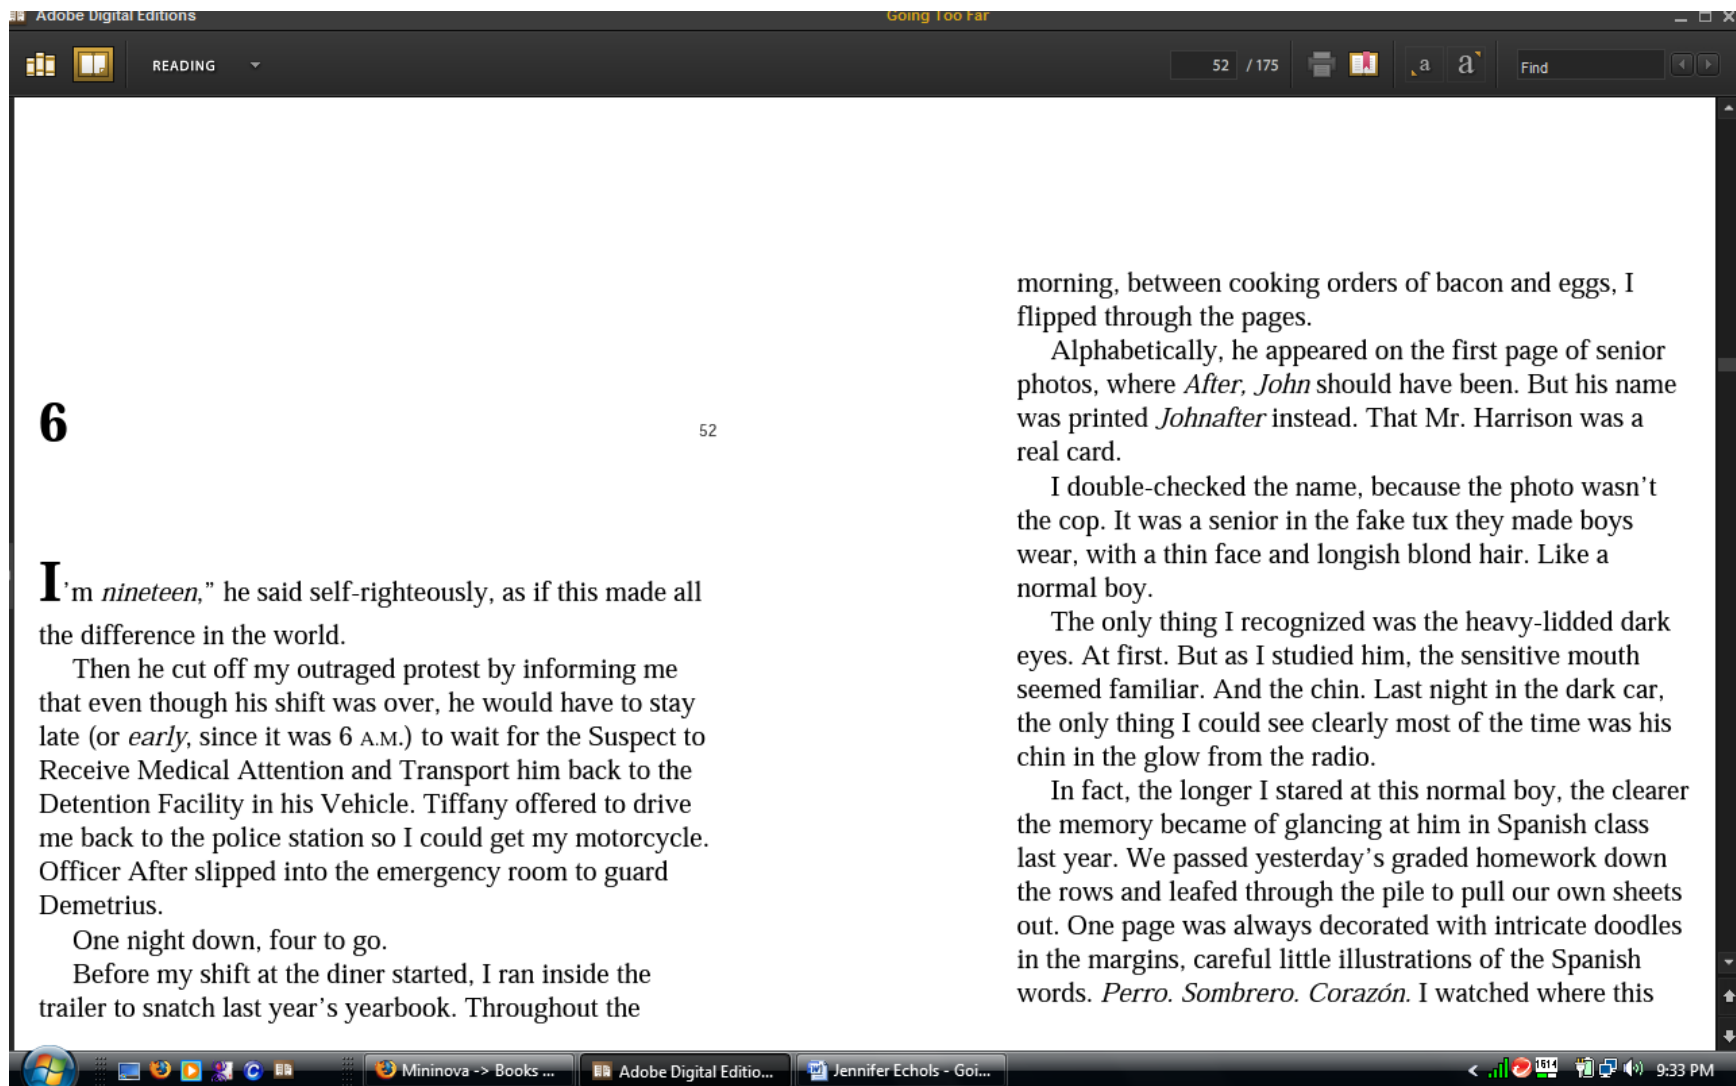 Adobe Digital Editions
Going Too Far
READING
52 / 175
a
a
Find
6
52
I'm nineteen,” he said self-righteously, as if this made all
the difference in the world.
Then he cut off my outraged protest by informing me
that even though his shift was over, he would have to stay
late (or early, since it was 6 A.M.) to wait for the Suspect to
Receive Medical Attention and Transport him back to the
Detention Facility in his Vehicle. Tiffany offered to drive
me back to the police station so I could get my motorcycle.
Officer After slipped into the emergency room to guard
Demetrius.
One night down, four to go.
Before my shift at the diner started, I ran inside the
trailer to snatch last year’s yearbook. Throughout the
morning, between cooking orders of bacon and eggs, I
flipped through the pages.
Alphabetically, he appeared on the first page of senior
photos, where After, John should have been. But his name
was printed Johnafter instead. That Mr. Harrison was a
real card.
I double-checked the name, because the photo wasn’t
the cop. It was a senior in the fake tux they made boys
wear, with a thin face and longish blond hair. Like a
normal boy.
The only thing I recognized was the heavy-lidded dark
eyes. At first. But as I studied him, the sensitive mouth
seemed familiar. And the chin. Last night in the dark car,
the only thing I could see clearly most of the time was his
chin in the glow from the radio.
In fact, the longer I stared at this normal boy, the clearer
the memory became of glancing at him in Spanish class
last year. We passed yesterday’s graded homework down
the rows and leafed through the pile to pull our own sheets
out. One page was always decorated with intricate doodles
in the margins, careful little illustrations of the Spanish
words. Perro. Sombrero. Corazón. I watched where this
Mininova -> Books ...
Adobe Digital Editio...
Jennifer Echols - Goi...
1614
9:33 PM